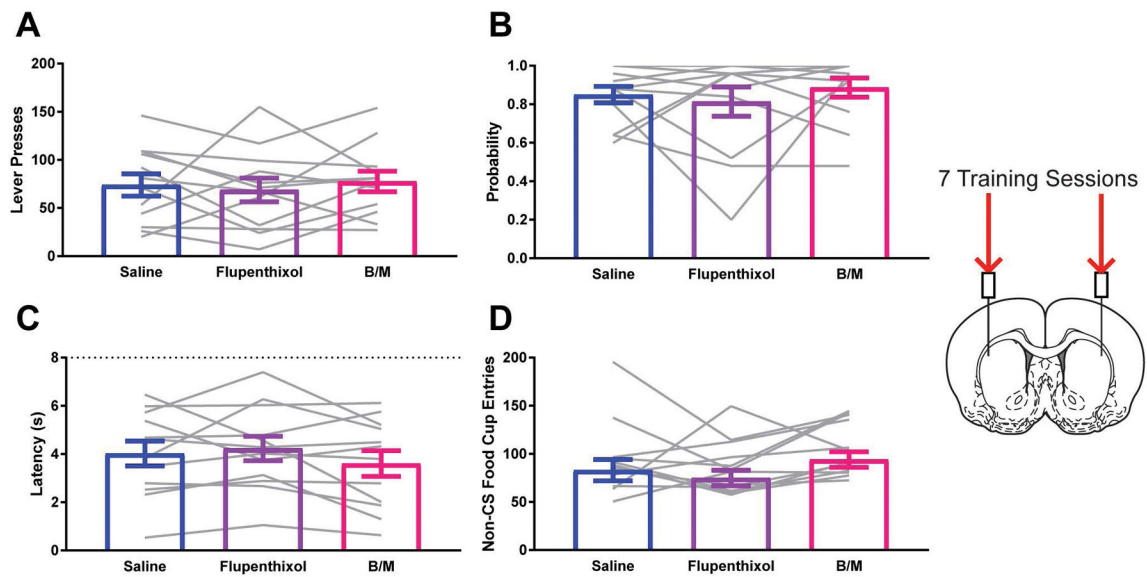 A
Lever Presses
200
150
100
50
0
Saline Flupenthixol B/M
B
Probability
1.0
0.8
0.6
0.4
0.2
0.0
Saline Flupenthixol B/M
7 Training Sessions
C
Latency (s)
8
6
4
2
0
Saline Flupenthixol B/M
D
Non-CS Food Cup Entries
200
150
100
50
0
Saline Flupenthixol B/M